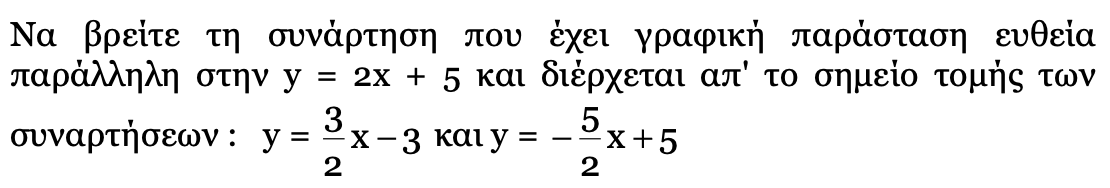 Να βρείτε τη συνάρτηση που έχει γραφική παράσταση ευθεία
παράλληλη στην y = 2x + 5 και διέρχεται απ' το σημείο τομής των
συναρτήσεων : y = 3/2 x − 3 και y = − 5/2 x + 5